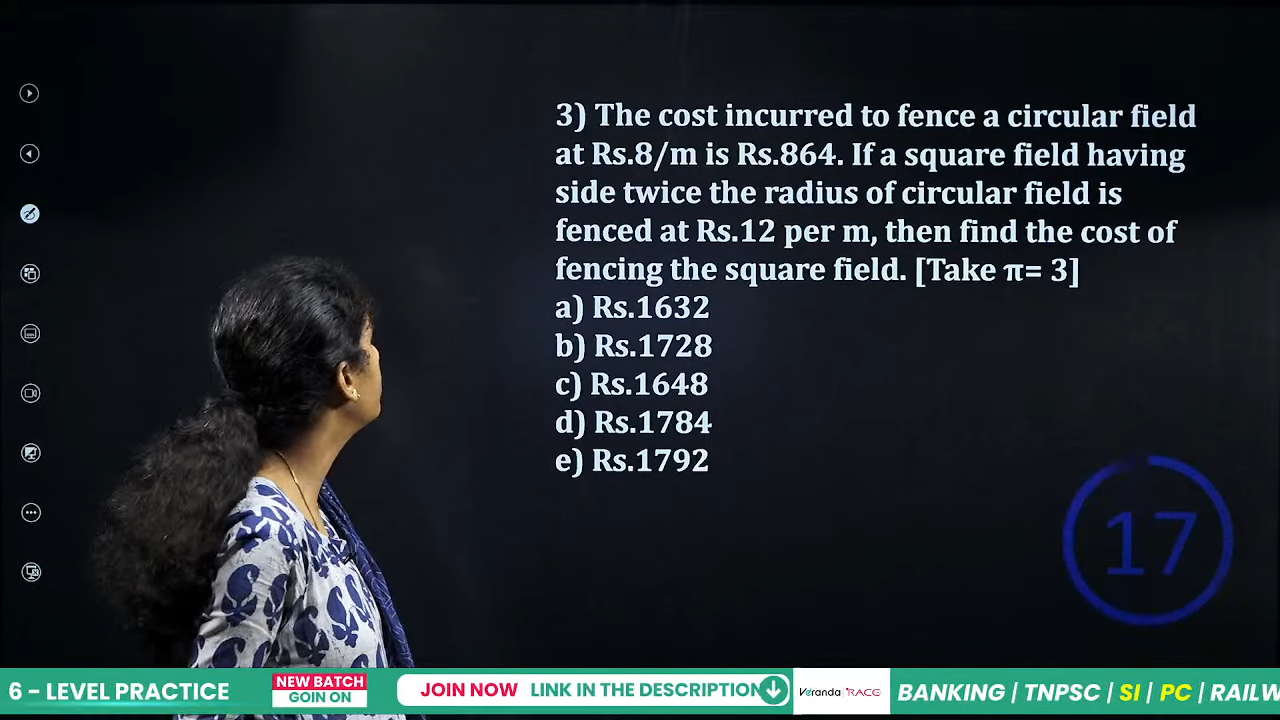 3) The cost incurred to fence a circular field
at Rs.8/m is Rs.864. If a square field having
side twice the radius of circular field is
fenced at Rs.12 per m, then find the cost of
fencing the square field. [Take π= 3]
a) Rs.1632
b) Rs.1728
c) Rs.1648
d) Rs.1784
e) Rs.1792
17
6 – LEVEL PRACTICE
NEW BATCH
GOIN ON
JOIN NOW LINK IN THE DESCRIPTION
Veranda RACE
BANKING | TNPSC | SI | PC | RAILW